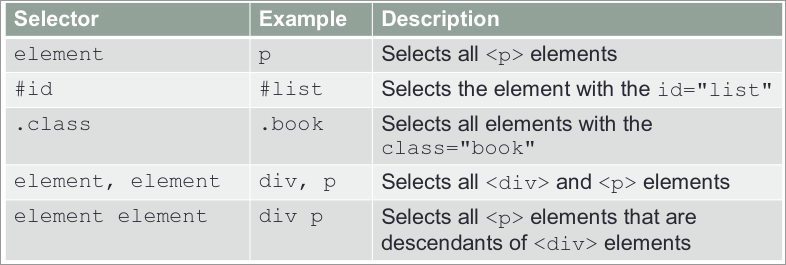 Selector Example Description
element p Selects all <p> elements
#id #list Selects the element with the id="list"
.class .book Selects all elements with the
class="book"
element, element div, p Selects all <div> and <p> elements
element element div p Selects all <p> elements that are
descendants of <div> elements